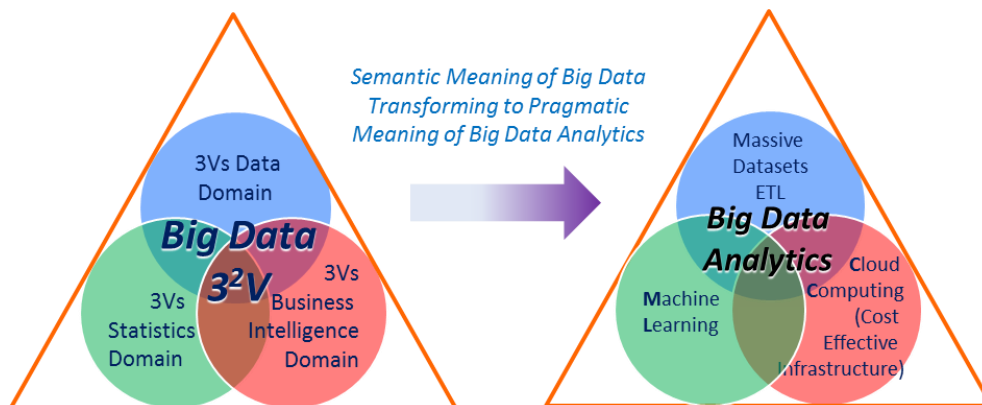 Semantic Meaning of Big Data
Transforming to Pragmatic
Meaning of Big Data Analytics
3Vs Data
Domain
Big Data
3²V
3Vs
Statistics
Domain
3Vs
Business
Intelligence
Domain
Massive
Datasets
ETL
Big Data
Analytics
Machine
Learning
Cloud
Computing
(Cost
Effective
Infrastructure)